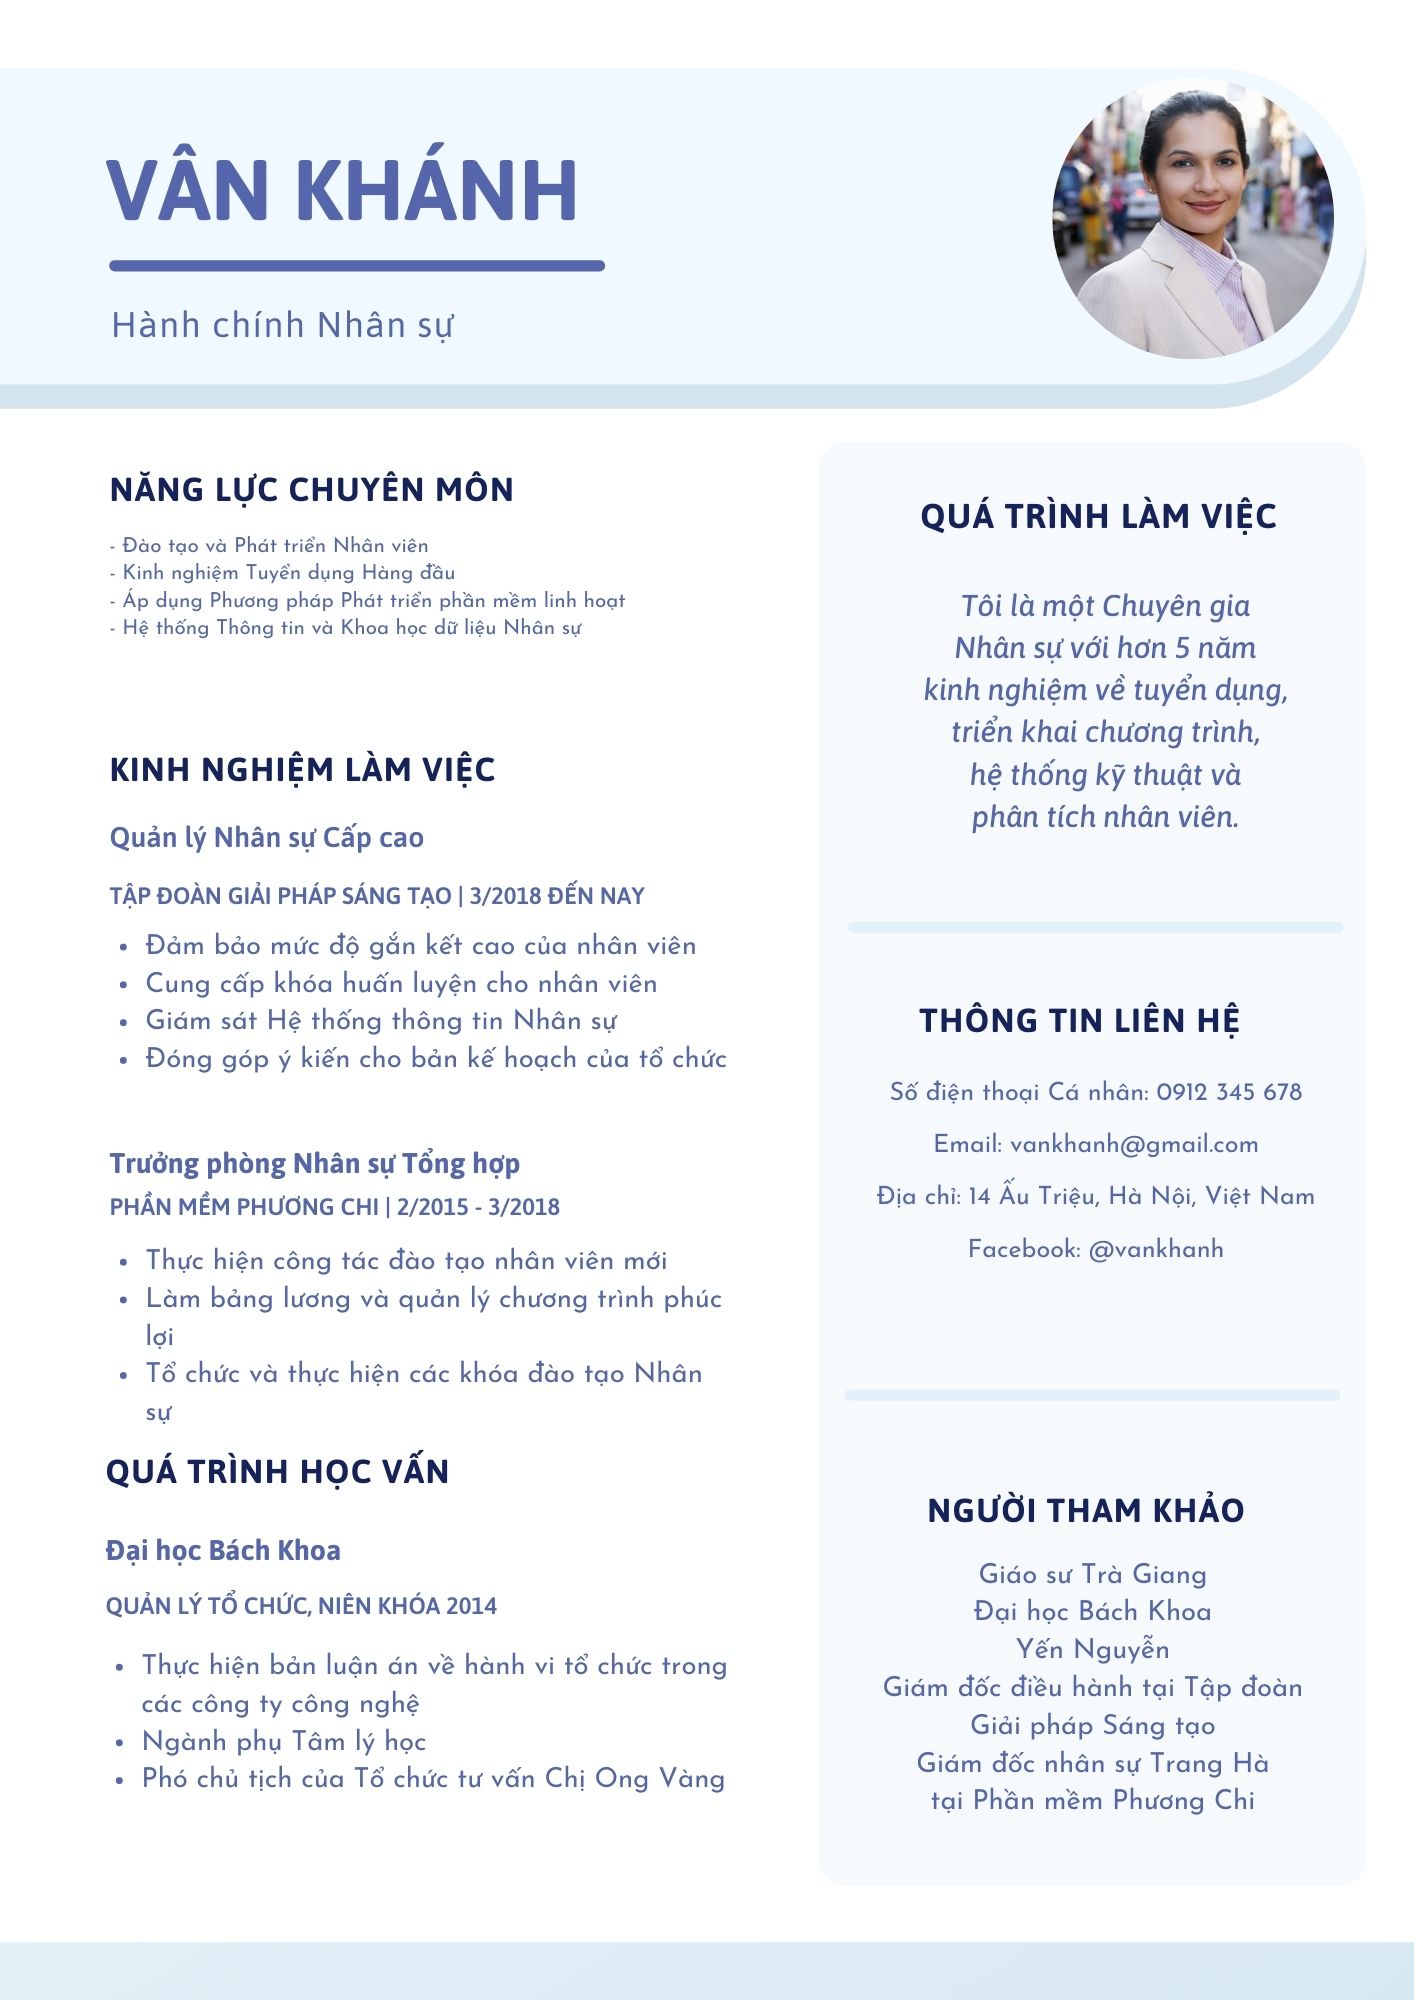 VÂN KHÁNH
Hành chính Nhân sự
NĂNG LỰC CHUYÊN MÔN
- Đào tạo và Phát triển Nhân viên
- Kinh nghiệm Tuyển dụng Hàng đầu
- Áp dụng Phương pháp Phát triển phần mềm linh hoạt
- Hệ thống Thông tin và Khoa học dữ liệu Nhân sự
KINH NGHIỆM LÀM VIỆC
Quản lý Nhân sự Cấp cao
TẬP ĐOÀN GIẢI PHÁP SÁNG TẠO | 3/2018 ĐẾN NAY
• Đảm bảo mức độ gắn kết cao của nhân viên
• Cung cấp khóa huấn luyện cho nhân viên
• Giám sát Hệ thống thông tin Nhân sự
• Đóng góp ý kiến cho bản kế hoạch của tổ chức
Trưởng phòng Nhân sự Tổng hợp
PHẦN MỀM PHƯƠNG CHI | 2/2015 - 3/2018
• Thực hiện công tác đào tạo nhân viên mới
• Làm bảng lương và quản lý chương trình phúc
lợi
• Tổ chức và thực hiện các khóa đào tạo Nhân
sự
QUÁ TRÌNH HỌC VẤN
Đại học Bách Khoa
QUẢN LÝ TỔ CHỨC, NIÊN KHÓA 2014
• Thực hiện bản luận án về hành vi tổ chức trong
các công ty công nghệ
• Ngành phụ Tâm lý học
• Phó chủ tịch của Tổ chức tư vấn Chị Ong Vàng
QUÁ TRÌNH LÀM VIỆC
Tôi là một Chuyên gia
Nhân sự với hơn 5 năm
kinh nghiệm về tuyển dụng,
triển khai chương trình,
hệ thống kỹ thuật và
phân tích nhân viên.
THÔNG TIN LIÊN HỆ
Số điện thoại Cá nhân: 0912 345 678
Email: vankhanh@gmail.com
Địa chỉ: 14 Ấu Triệu, Hà Nội, Việt Nam
Facebook: @vankhanh
NGƯỜI THAM KHẢO
Giáo sư Trà Giang
Đại học Bách Khoa
Yến Nguyễn
Giám đốc điều hành tại Tập đoàn
Giải pháp Sáng tạo
Giám đốc nhân sự Trang Hà
tại Phần mềm Phương Chi